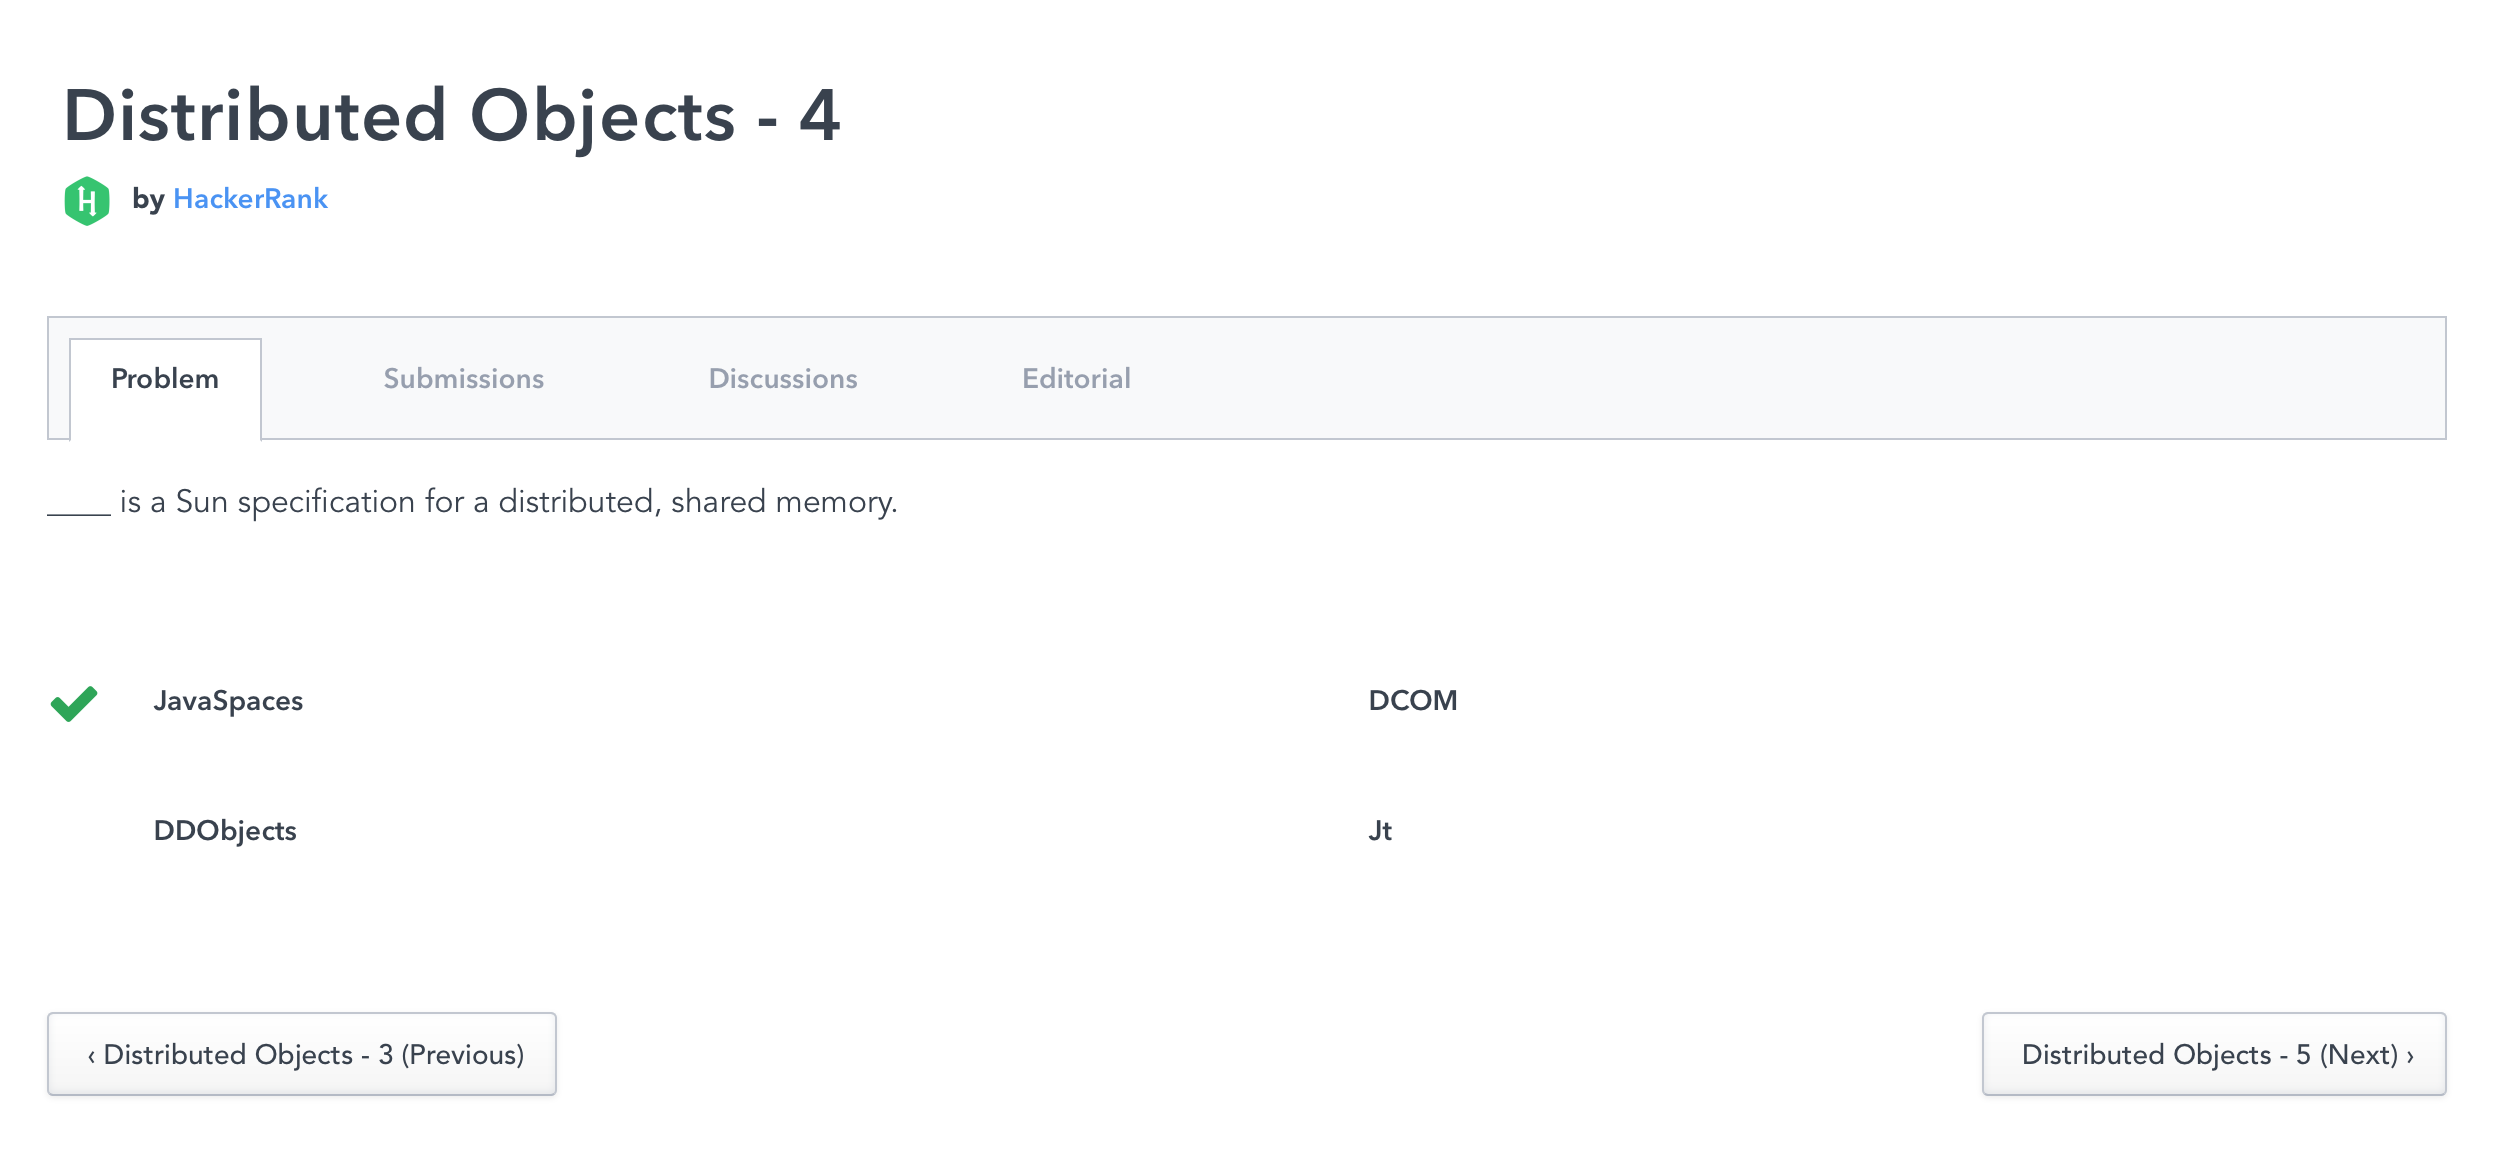 Distributed Objects - 4
H by HackerRank
Problem Submissions Discussions Editorial
____ is a Sun specification for a distributed, shared memory.
JavaSpaces DCOM
DDObjects Jt
‹ Distributed Objects - 3 (Previous) Distributed Objects - 5 (Next) ›